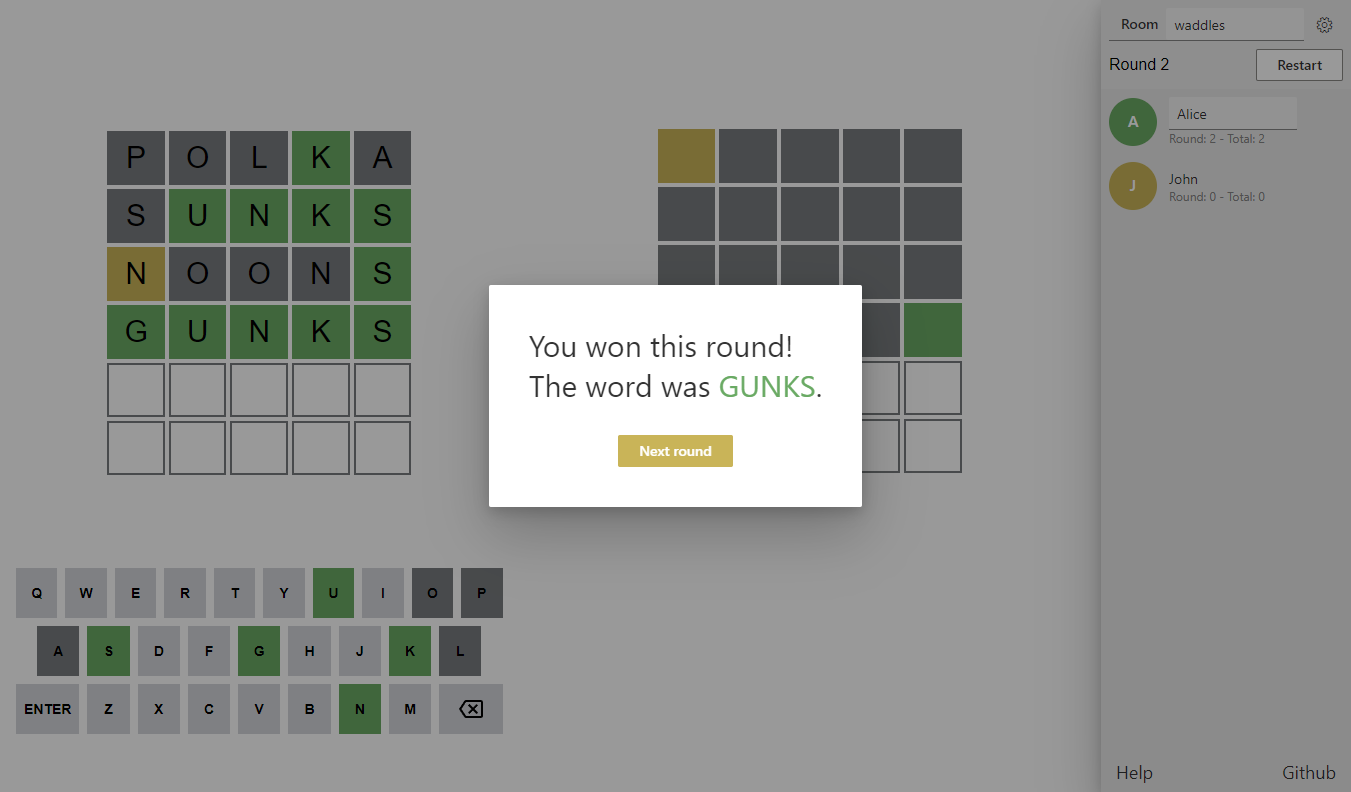 Room waddles
Round 2 Restart
A Alice
Round: 2 - Total: 2
J John
Round: 0 - Total: 0
P O L K A
S U N K S
N O O N S
G U N K S
You won this round!
The word was GUNKS.
Next round
Q W E R T Y U I O P
A S D F G H J K L
ENTER Z X C V B N M
Help Github